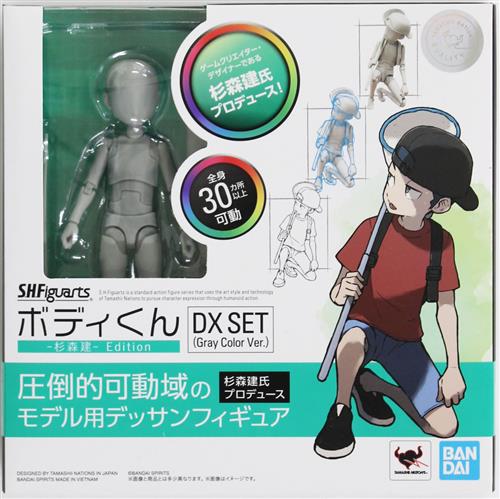 ゲームクリエイター・
デザイナーである
杉森建氏
プロデュース!
全身
30カ所以上
可動
S.H.Figuarts
S.H.Figuarts is a standard action figure series that uses the art style and technology
of Tamashii Nations to pursue character expression through humanoid action.
ボディくん
-杉森建- Edition
DX SET
(Gray Color Ver.)
圧倒的可動域の
杉森建氏
プロデュース
モデル用デッサンフィギュア
DESIGNED BY TAMASHII NATIONS IN JAPAN
BANDAI SPIRITS MADE IN VIETNAM
©BANDAI SPIRITS
TAMASHII NATIONS
BAN
DAI